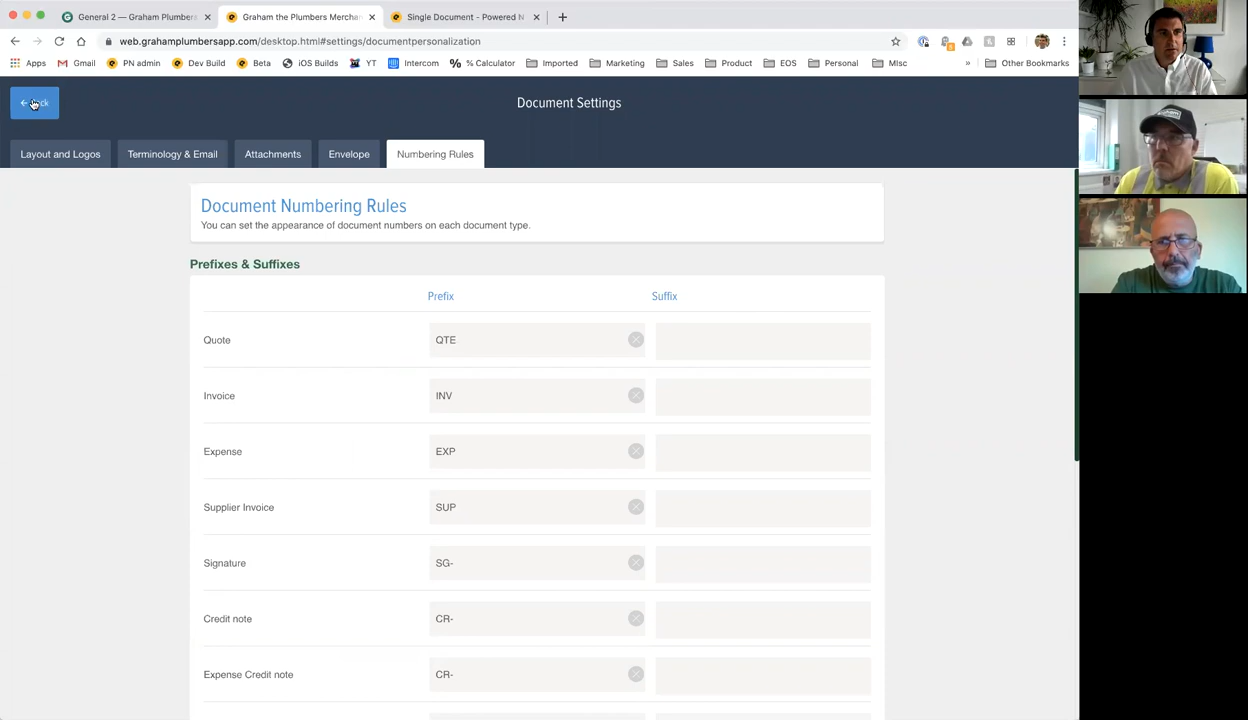 General 2 — Graham Plumbers
Graham the Plumbers Merchan
Single Document - Powered N
web.grahamplumbersapp.com/desktop.html#settings/documentpersonalization
Apps
Gmail
PN admin
Dev Build
Beta
iOS Builds
YT
Intercom
% Calculator
Imported
Marketing
Sales
Product
EOS
Personal
MIsc
»
Other Bookmarks
Document Settings
Layout and Logos
Terminology & Email
Attachments
Envelope
Numbering Rules
Document Numbering Rules
You can set the appearance of document numbers on each document type.
Prefixes & Suffixes
Prefix Suffix
Quote QTE
Invoice INV
Expense EXP
Supplier Invoice SUP
Signature SG-
Credit note CR-
Expense Credit note CR-